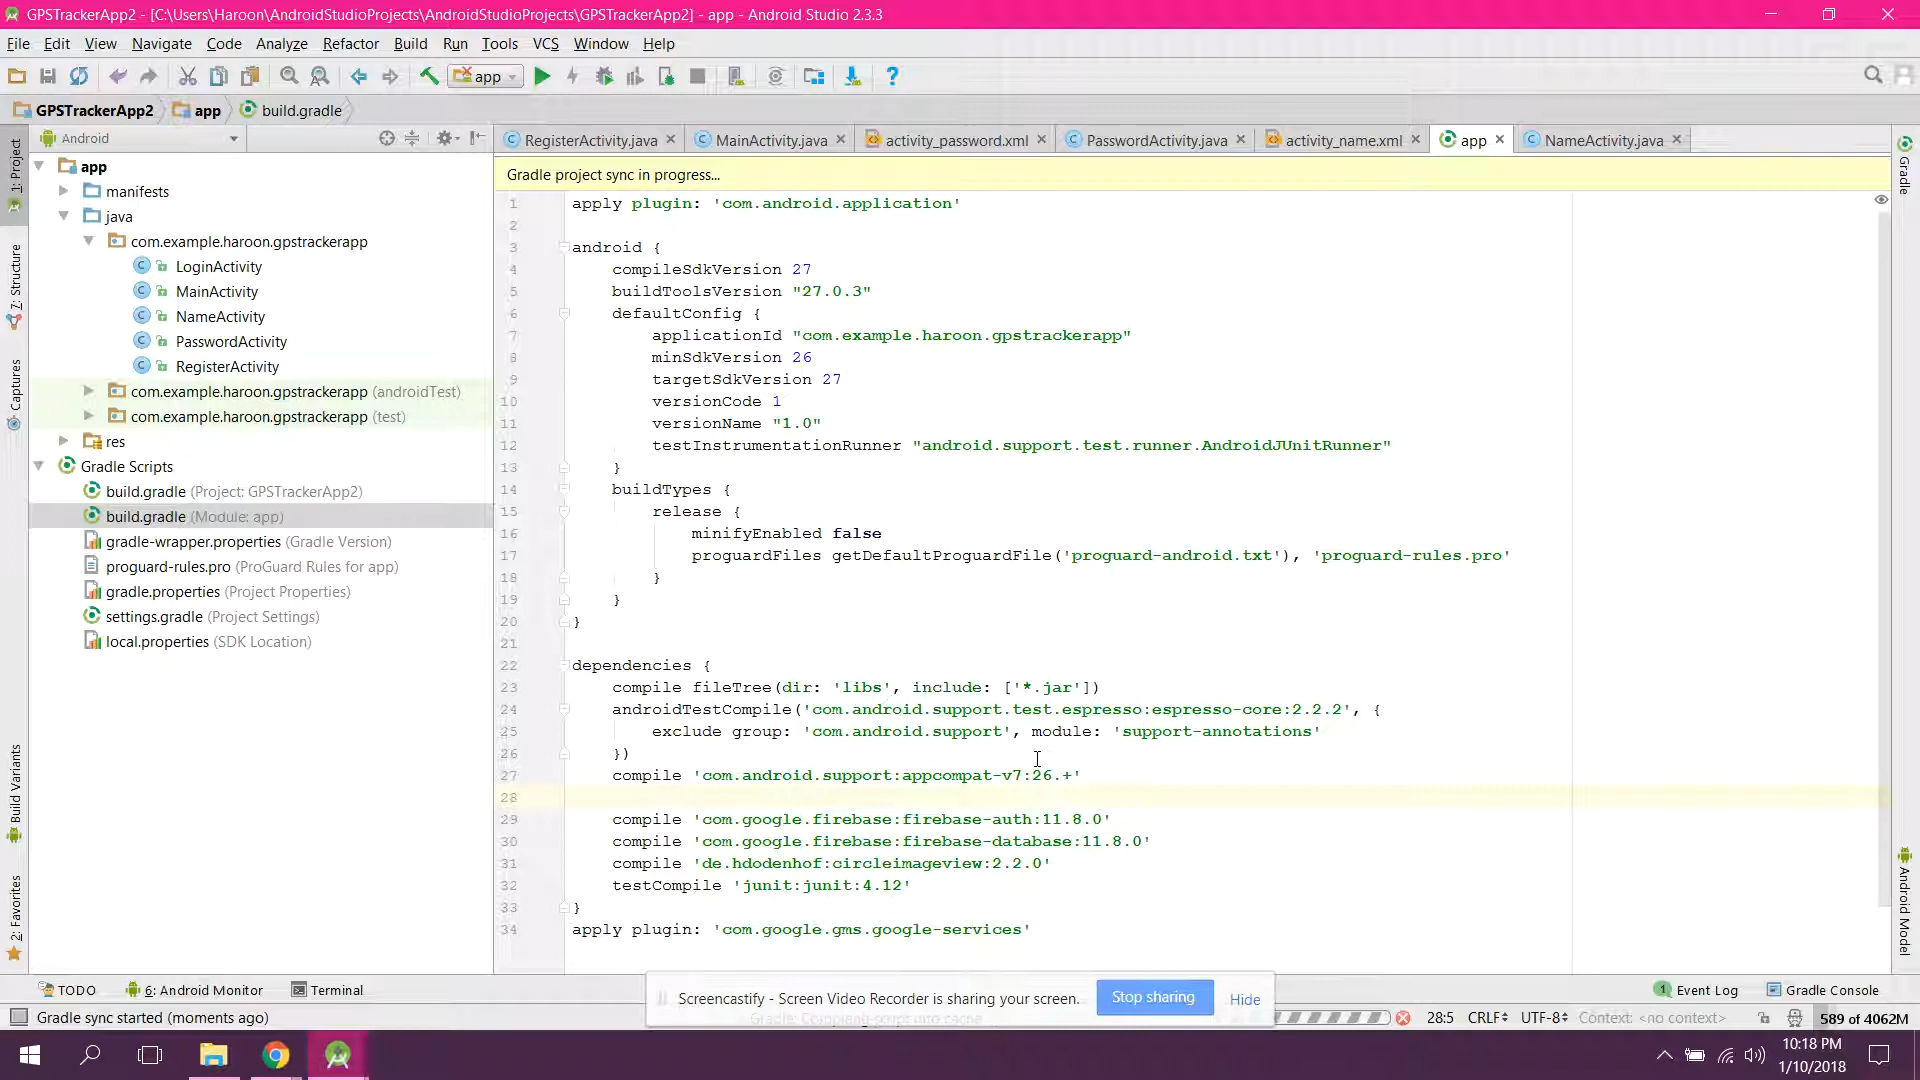 GPSTrackerApp2 - [C:\Users\Haroon\AndroidStudioProjects\AndroidStudioProjects\GPSTrackerApp2] - app - Android Studio 2.3.3
File Edit View Navigate Code Analyze Refactor Build Run Tools VCS Window Help
app
GPSTrackerApp2 app build.gradle
Android
RegisterActivity.java MainActivity.java activity_password.xml PasswordActivity.java activity_name.xml app NameActivity.java
1: Project
7: Structure
Captures
Build Variants
2: Favorites
app
manifests
java
com.example.haroon.gpstrackerapp
LoginActivity
MainActivity
NameActivity
PasswordActivity
RegisterActivity
com.example.haroon.gpstrackerapp (androidTest)
com.example.haroon.gpstrackerapp (test)
res
Gradle Scripts
build.gradle (Project: GPSTrackerApp2)
build.gradle (Module: app)
gradle-wrapper.properties (Gradle Version)
proguard-rules.pro (ProGuard Rules for app)
gradle.properties (Project Properties)
settings.gradle (Project Settings)
local.properties (SDK Location)
Gradle project sync in progress...
1 apply plugin: 'com.android.application'
2
3 android {
4 compileSdkVersion 27
5 buildToolsVersion "27.0.3"
6 defaultConfig {
7 applicationId "com.example.haroon.gpstrackerapp"
8 minSdkVersion 26
9 targetSdkVersion 27
10 versionCode 1
11 versionName "1.0"
12 testInstrumentationRunner "android.support.test.runner.AndroidJUnitRunner"
13 }
14 buildTypes {
15 release {
16 minifyEnabled false
17 proguardFiles getDefaultProguardFile('proguard-android.txt'), 'proguard-rules.pro'
18 }
19 }
20 }
21
22 dependencies {
23 compile fileTree(dir: 'libs', include: ['*.jar'])
24 androidTestCompile('com.android.support.test.espresso:espresso-core:2.2.2', {
25 exclude group: 'com.android.support', module: 'support-annotations'
26 })
27 compile 'com.android.support:appcompat-v7:26.+'
28
29 compile 'com.google.firebase:firebase-auth:11.8.0'
30 compile 'com.google.firebase:firebase-database:11.8.0'
31 compile 'de.hdodenhof:circleimageview:2.2.0'
32 testCompile 'junit:junit:4.12'
33 }
34 apply plugin: 'com.google.gms.google-services'
Gradle
Android Model
TODO 6: Android Monitor Terminal
Event Log Gradle Console
Screencastify - Screen Video Recorder is sharing your screen. Stop sharing Hide
Gradle sync started (moments ago)
Gradle: Compiling script into cache
28:5 CRLF UTF-8 Context: <no context> 589 of 4062M
10:18 PM
1/10/2018